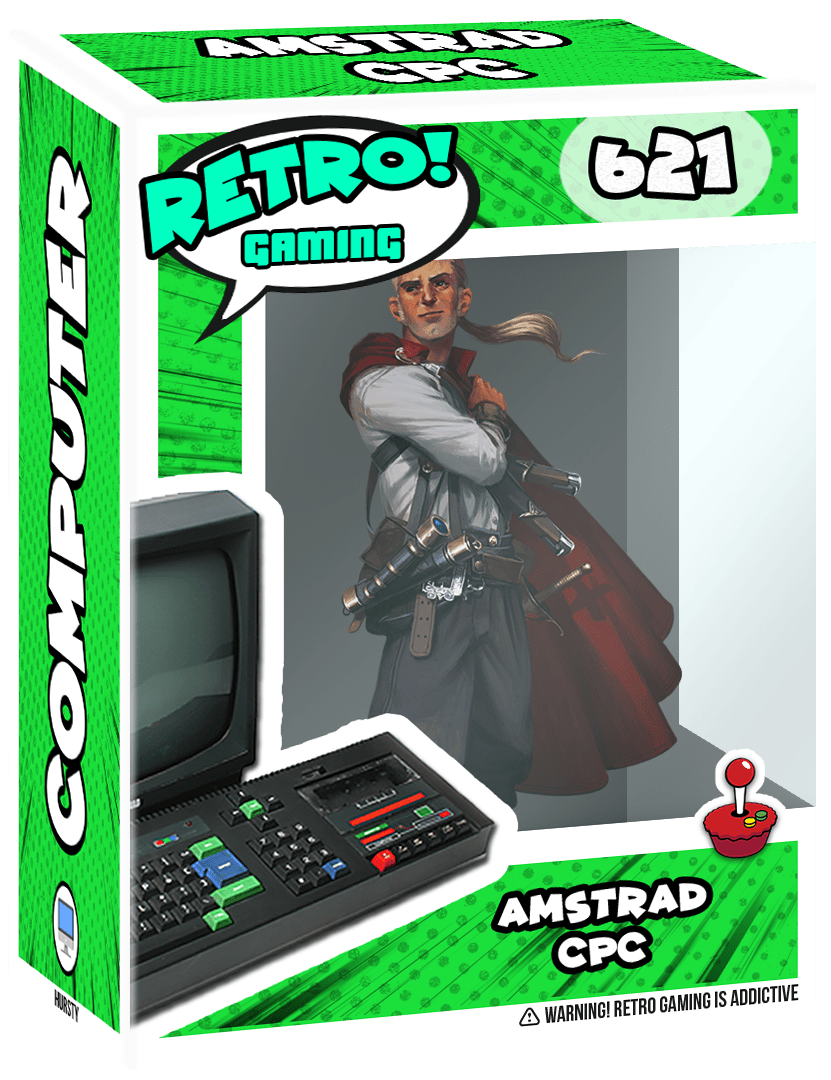 AMSTRAD
CPC
RETRO!
GAMING
621
COMPUTER
AMSTRAD
CPC
HURSTY
WARNING! RETRO GAMING IS ADDICTIVE